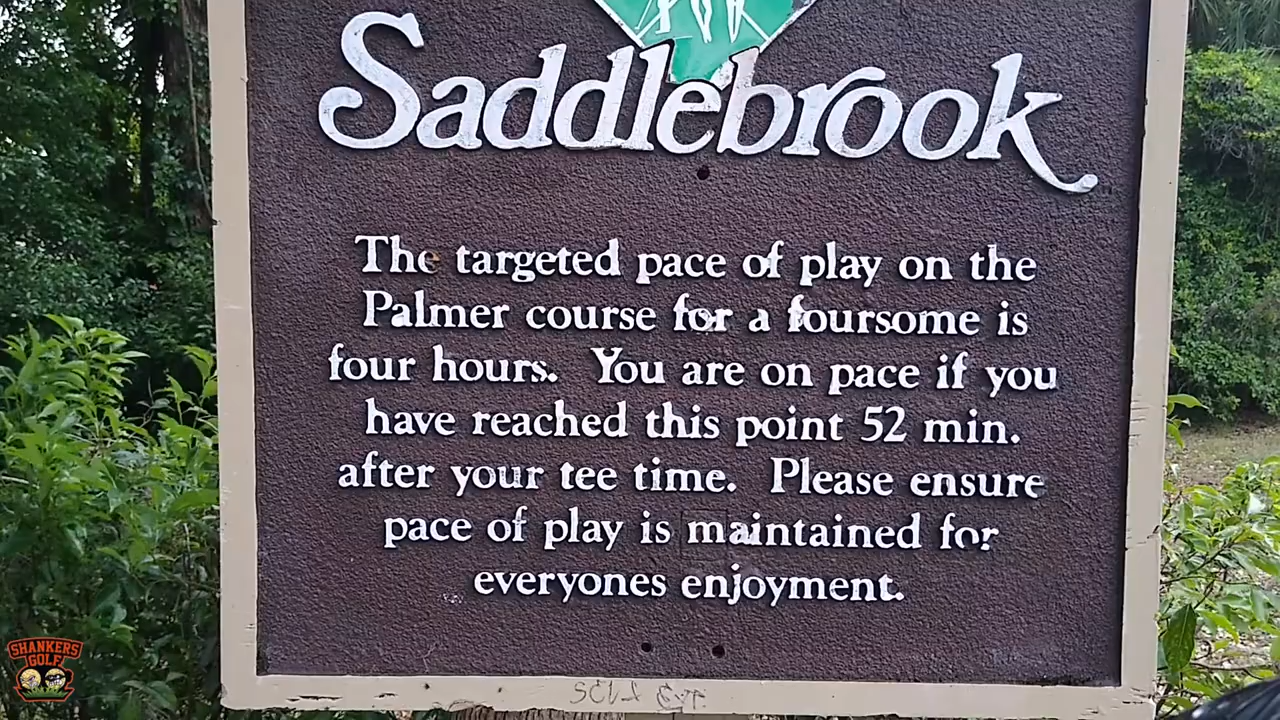 Saddlebrook
The targeted pace of play on the
Palmer course for a foursome is
four hours. You are on pace if you
have reached this point 52 min.
after your tee time. Please ensure
pace of play is maintained for
everyones enjoyment.
SHANKERS
GOLF